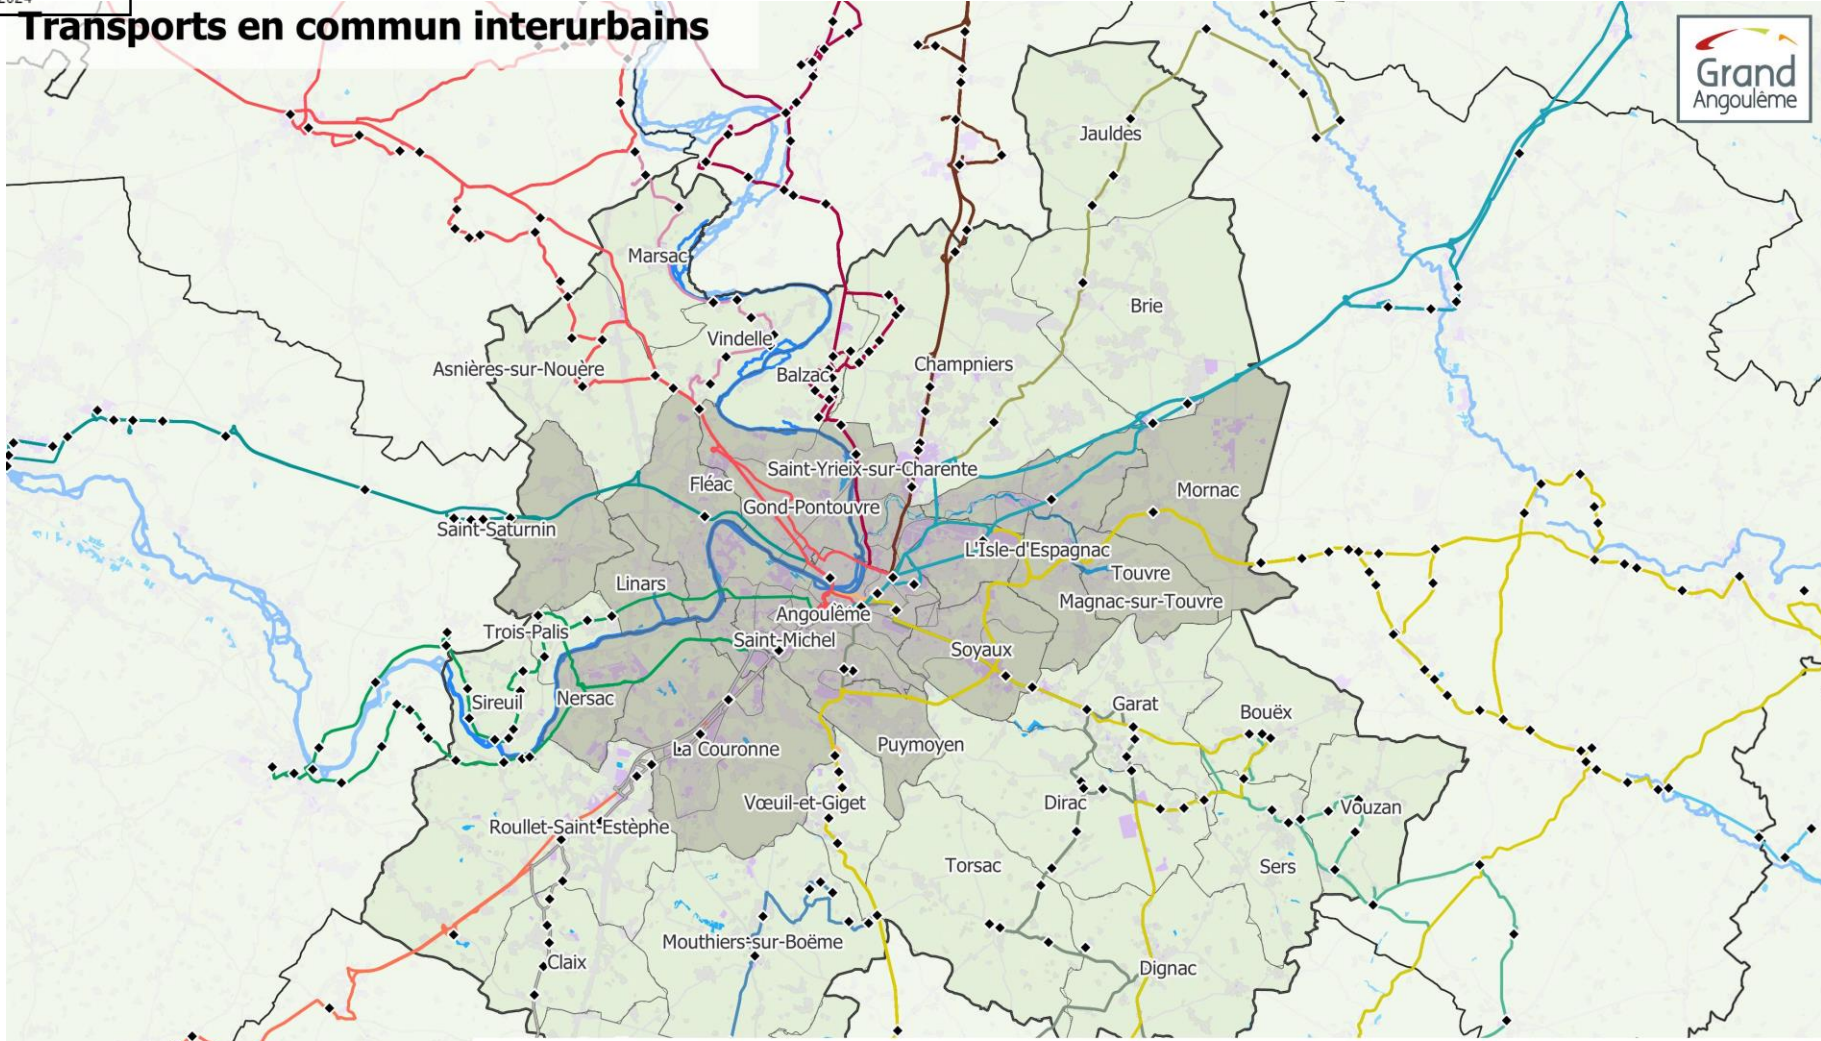 2024
Transports en commun interurbains
Grand
Angoulême
Jauldes
Marsac
Brie
Vindelle
Champniers
Asnières-sur-Nouère
Balzac
Saint-Yrieix-sur-Charente
Fléac
Mornac
Gond-Pontouvre
Saint-Saturnin
L'Isle-d'Espagnac
Touvre
Linars
Magnac-sur-Touvre
Angoulême
Trois-Palis
Saint-Michel
Soyaux
Sireuil
Nersac
Garat
Bouëx
La Couronne
Puymoyen
Vœuil-et-Giget
Dirac
Vouzan
Roullet-Saint-Estèphe
Torsac
Sers
Mouthiers-sur-Boëme
Claix
Dignac